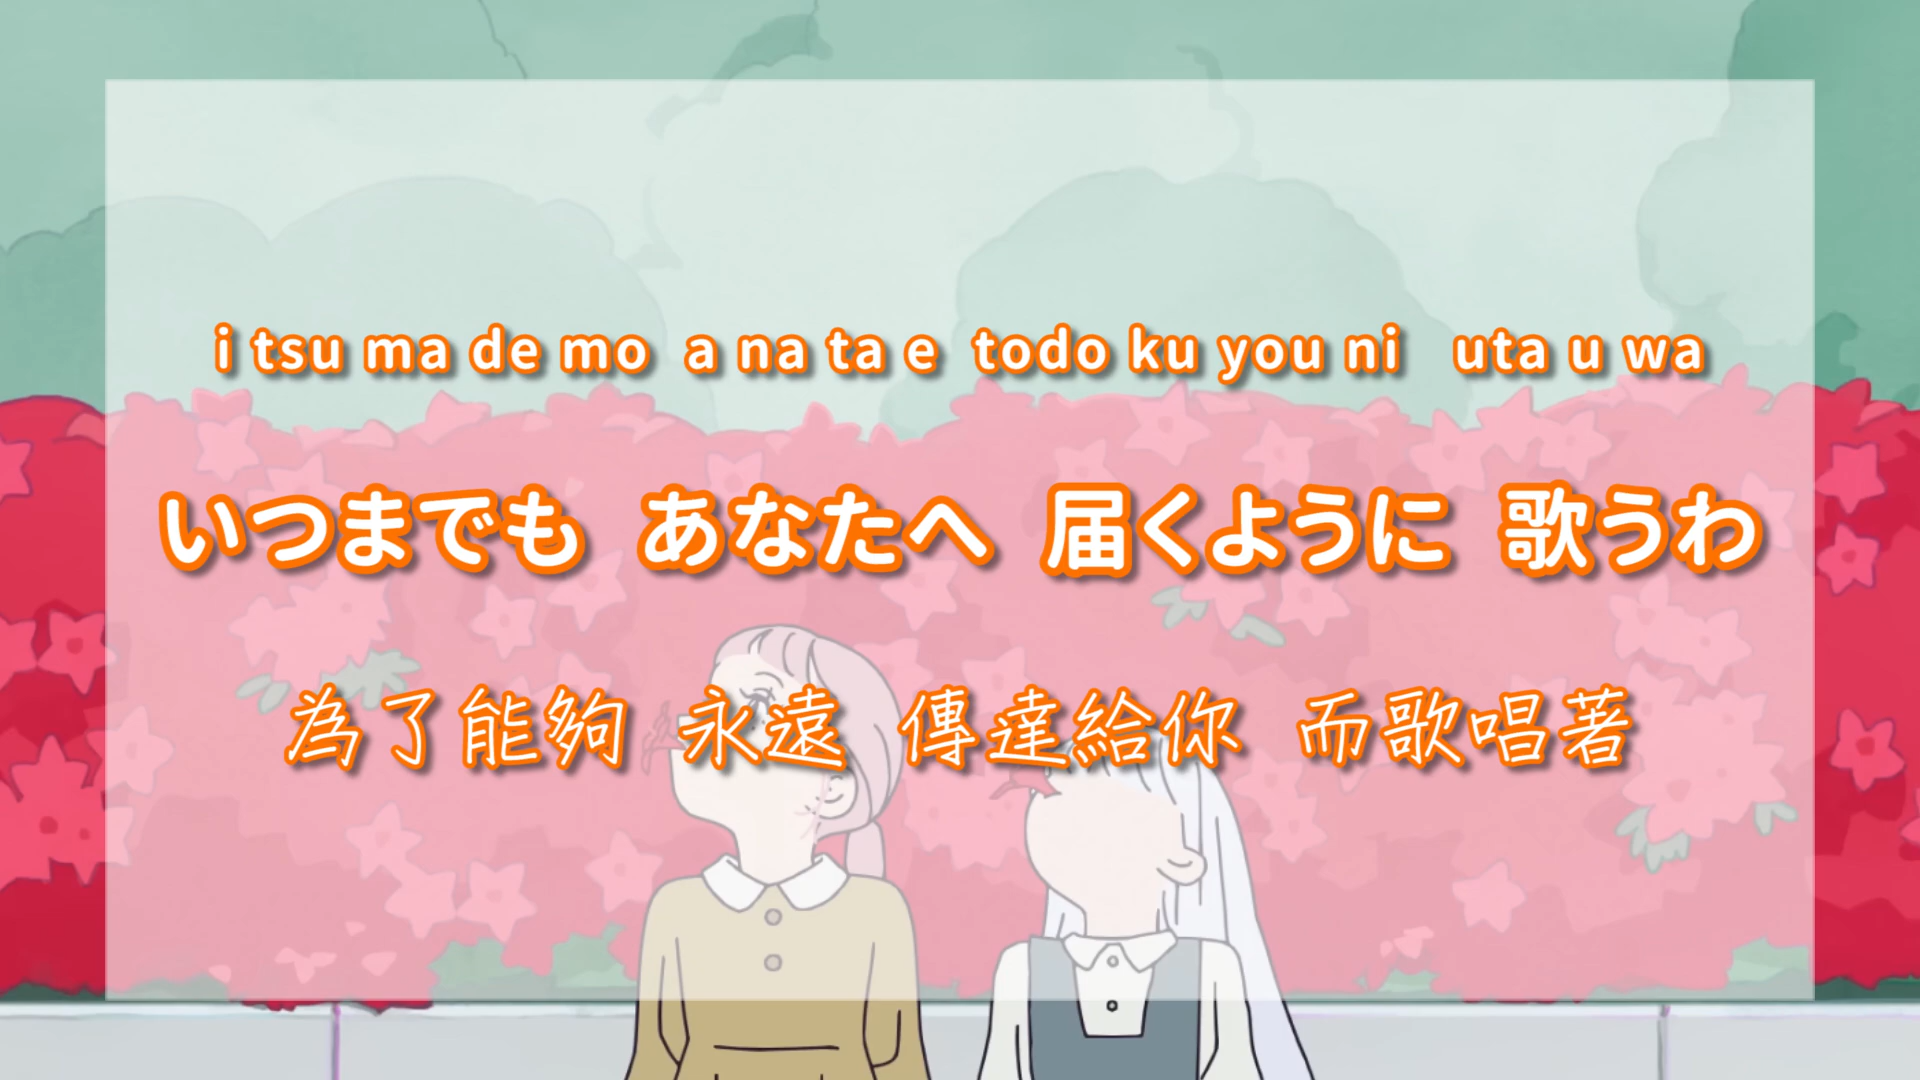 i tsu ma de mo a na ta e todo ku you ni uta u wa
いつまでも あなたへ 届くように 歌うわ
為了能夠 永遠 傳達給你 而歌唱著